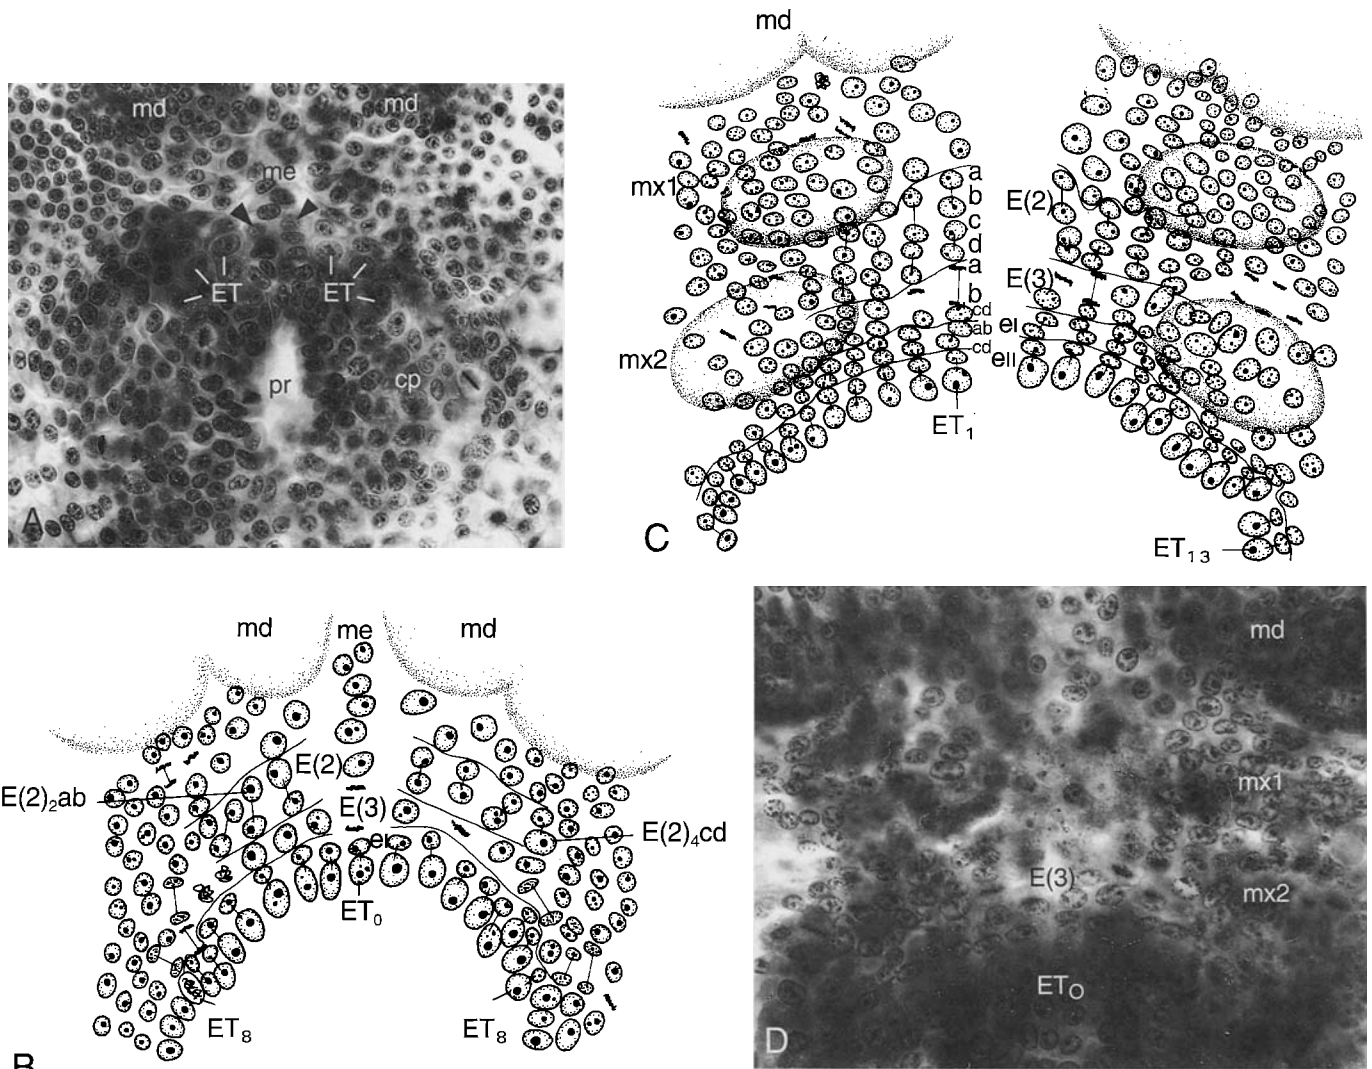 md
md
me
ET
ET
pr
cp
A
md
mx1
mx2
a
b
c
d
a
b
cd
ab
cd
ET1
E(2)
E(3)
eI
eII
ET13
C
md
me
md
E(2)
E(2)2ab
E(3)
eI
E(2)4cd
ET0
ET8
ET8
B
md
mx1
E(3)
mx2
ETO
D